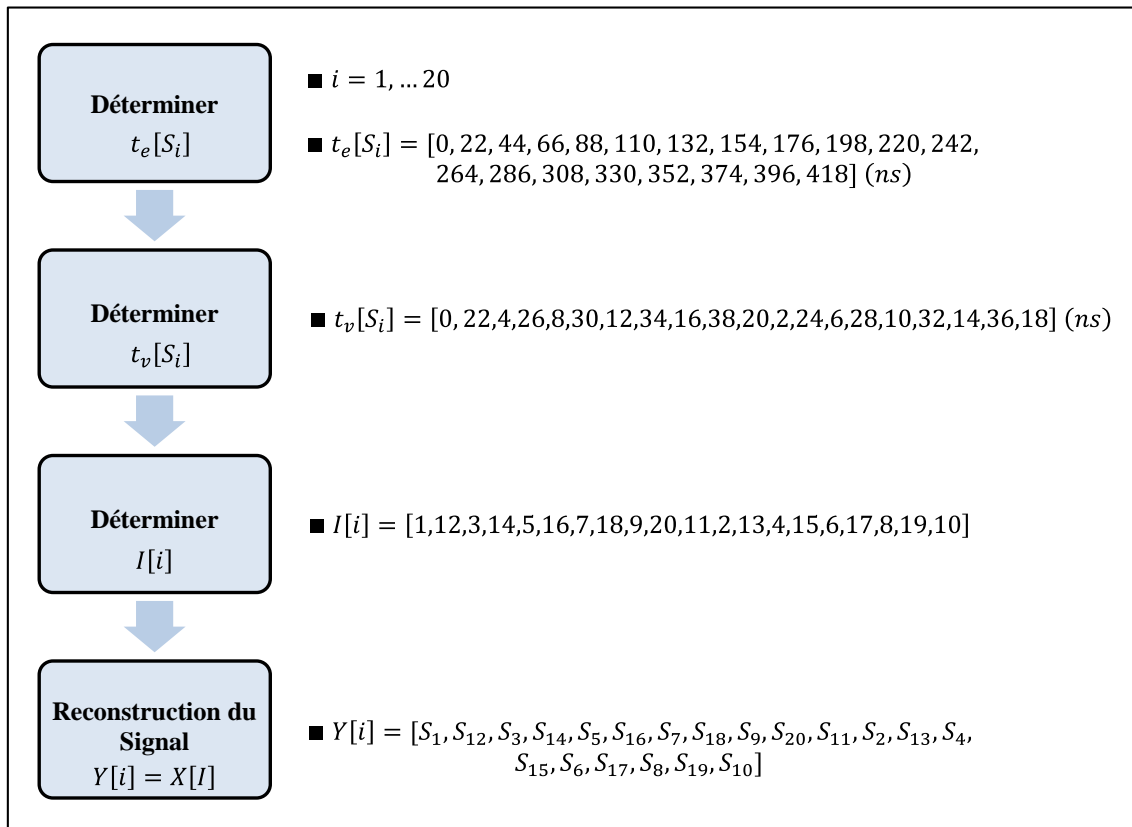 Déterminer
t_e[S_i]
■ i = 1, … 20
■ t_e[S_i] = [0, 22, 44, 66, 88, 110, 132, 154, 176, 198, 220, 242,
264, 286, 308, 330, 352, 374, 396, 418] (ns)
Déterminer
t_v[S_i]
■ t_v[S_i] = [0, 22,4,26,8,30,12,34,16,38,20,2,24,6,28,10,32,14,36,18] (ns)
Déterminer
I[i]
■ I[i] = [1,12,3,14,5,16,7,18,9,20,11,2,13,4,15,6,17,8,19,10]
Reconstruction du
Signal
Y[i] = X[I]
■ Y[i] = [S_1, S_12, S_3, S_14, S_5, S_16, S_7, S_18, S_9, S_20, S_11, S_2, S_13, S_4,
S_15, S_6, S_17, S_8, S_19, S_10]